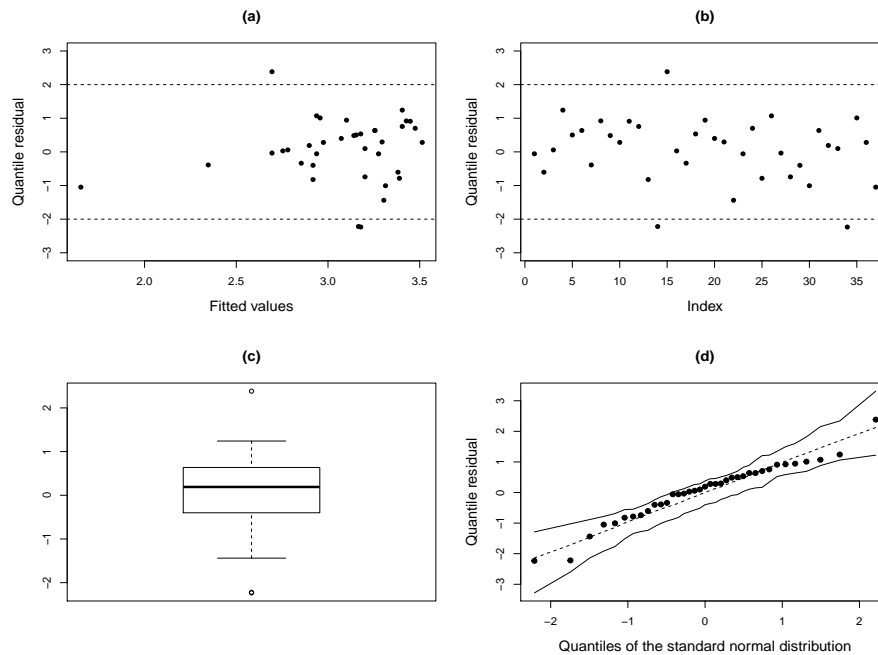 (a)
3
2
1
0
−1
−2
−3
Quantile residual
2.0 2.5 3.0 3.5
Fitted values
(b)
3
2
1
0
−1
−2
−3
Quantile residual
0 5 10 15 20 25 30 35
Index
(c)
2
1
0
−1
−2
(d)
3
2
1
0
−1
−2
−3
Quantile residual
−2 −1 0 1 2
Quantiles of the standard normal distribution